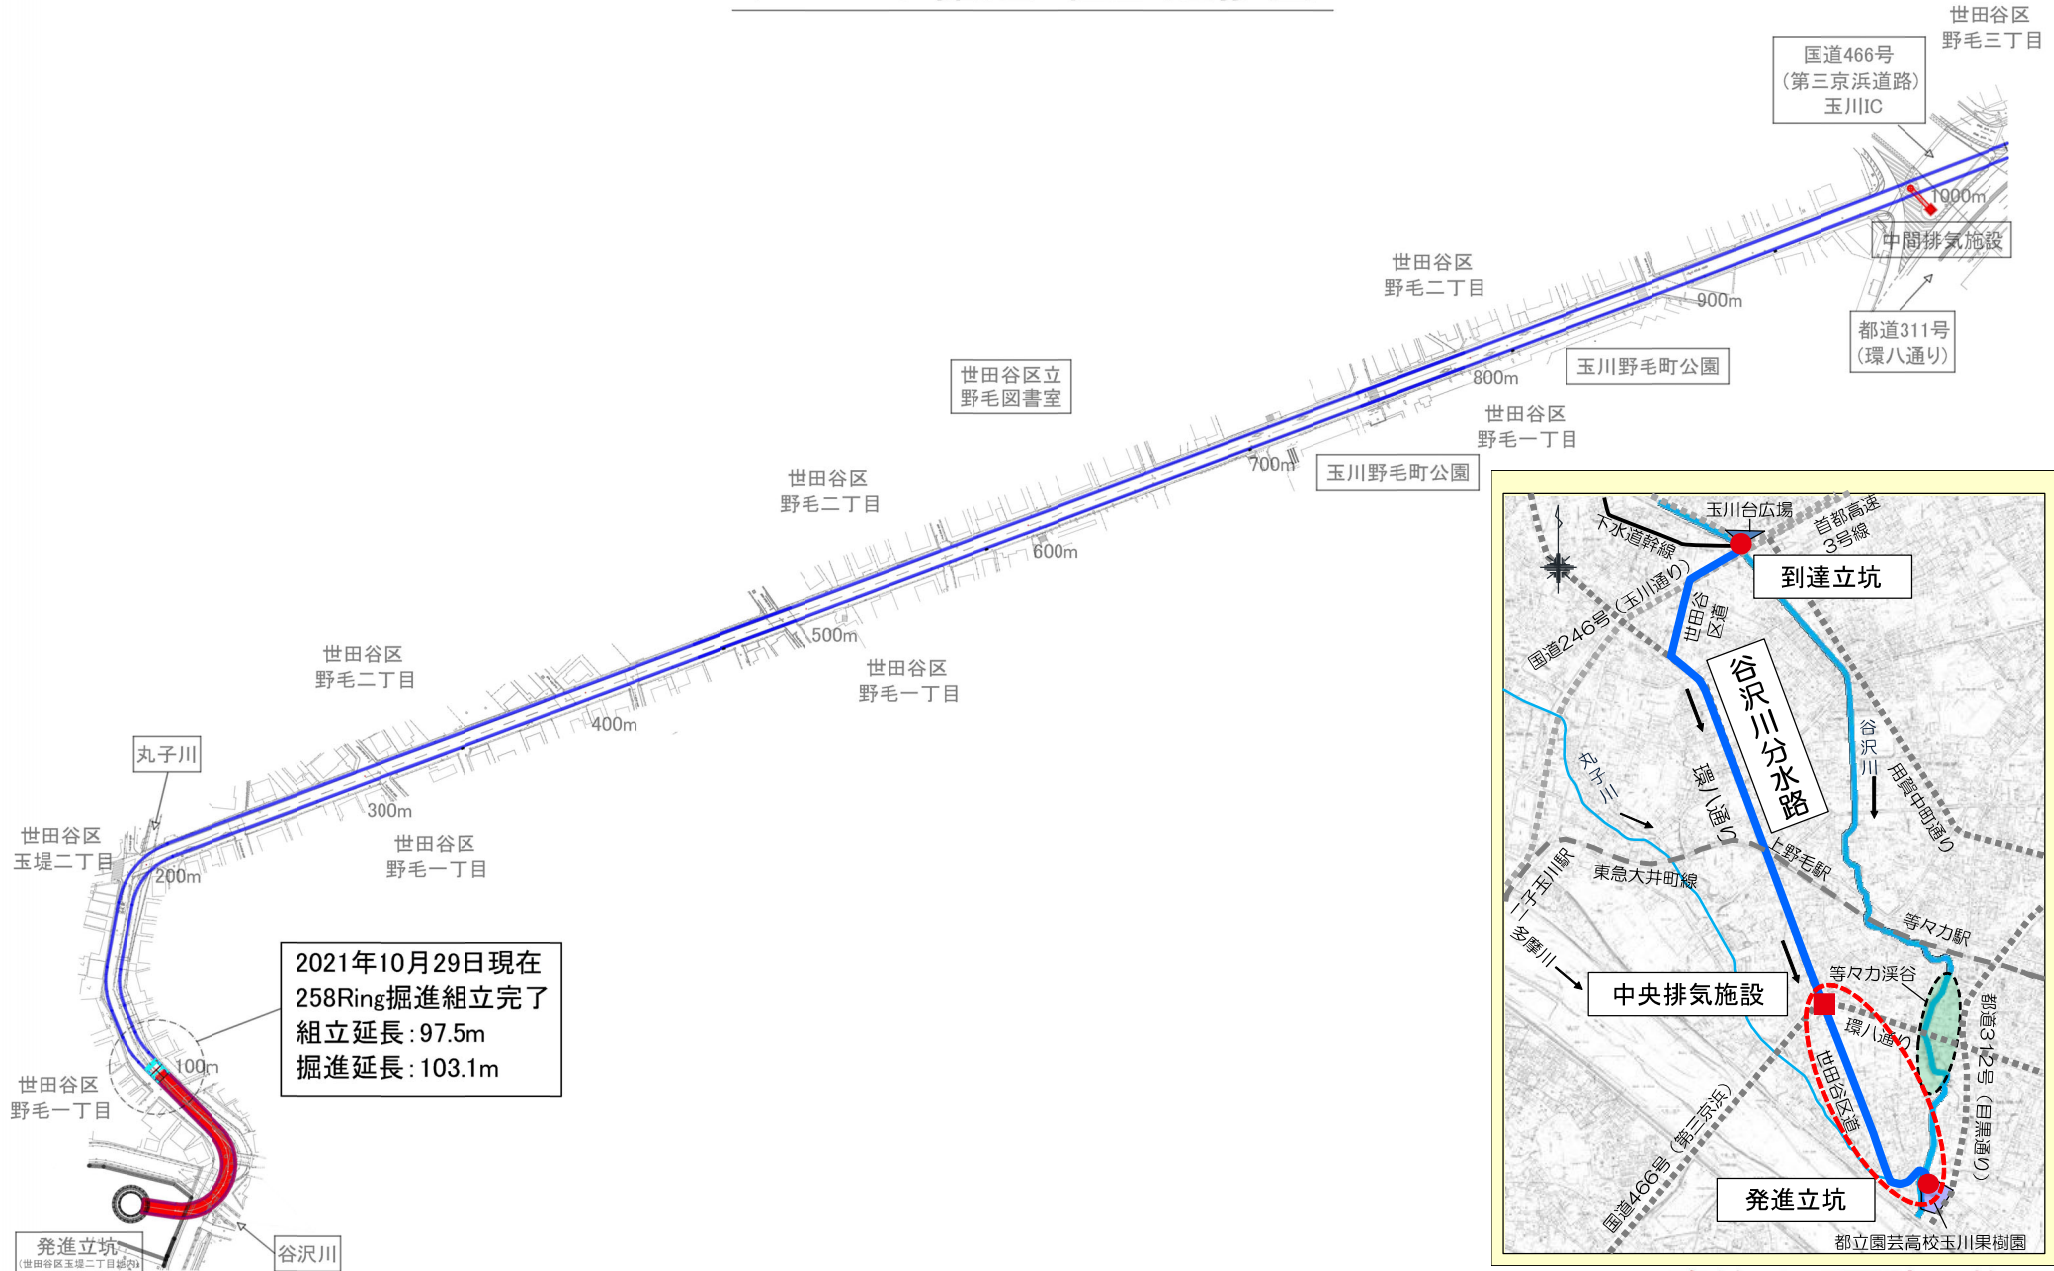 世田谷区
野毛三丁目
国道466号
(第三京浜道路)
玉川IC
1000m
中間排気施設
都道311号
(環八通り)
世田谷区
野毛二丁目
900m
玉川野毛町公園
800m
世田谷区
野毛一丁目
世田谷区立
野毛図書室
700m
玉川野毛町公園
世田谷区
野毛二丁目
600m
500m
世田谷区
野毛一丁目
世田谷区
野毛二丁目
400m
丸子川
300m
世田谷区
野毛一丁目
世田谷区
玉堤二丁目
200m
2021年10月29日現在
258Ring掘進組立完了
組立延長:97.5m
掘進延長:103.1m
100m
世田谷区
野毛一丁目
発進立坑
(世田谷区玉堤二丁目地内)
谷沢川
玉川台広場
首都高速
3号線
下水道幹線
到達立坑
国道246号(玉川通り)
世田谷
区道
谷沢川分水路
谷沢川
丸子川
環八通り
用賀中町通り
上野毛駅
東急大井町線
二子玉川駅
多摩川
等々力駅
等々力渓谷
中央排気施設
環八通り
都道312号(目黒通り)
世田谷区道
国道466号(第三京浜)
発進立坑
都立園芸高校玉川果樹園